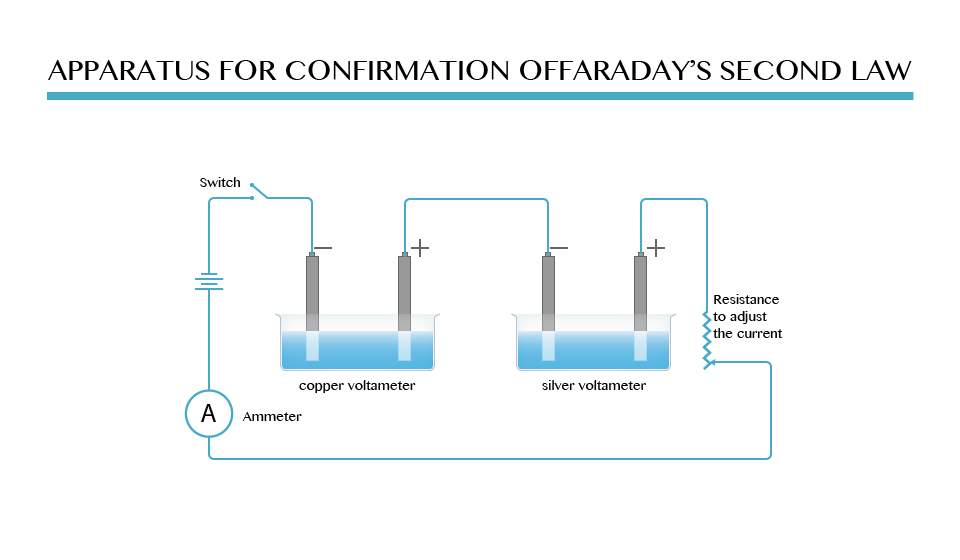 APPARATUS FOR CONFIRMATION OFFARADAY’S SECOND LAW
Switch
− + − +
Resistance
to adjust
the current
copper voltameter
silver voltameter
A
Ammeter